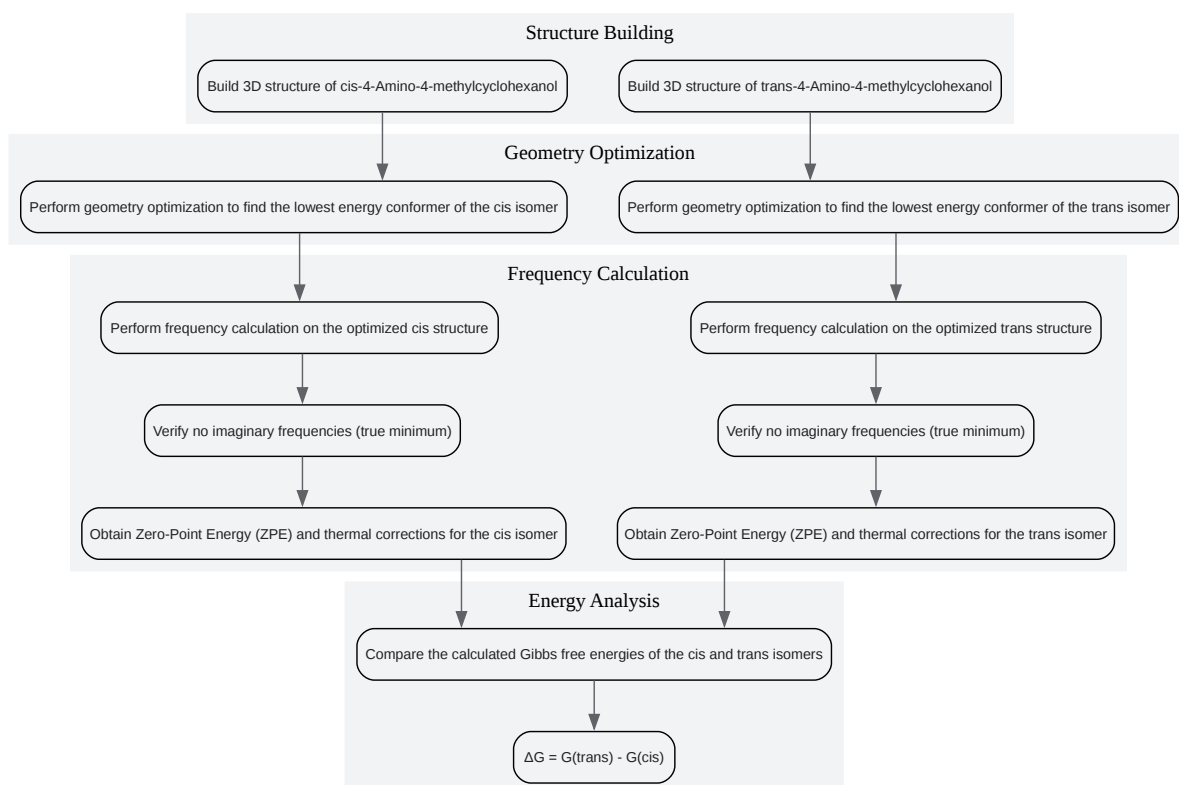 Structure Building
Build 3D structure of cis-4-Amino-4-methylcyclohexanol
Build 3D structure of trans-4-Amino-4-methylcyclohexanol
Geometry Optimization
Perform geometry optimization to find the lowest energy conformer of the cis isomer
Perform geometry optimization to find the lowest energy conformer of the trans isomer
Frequency Calculation
Perform frequency calculation on the optimized cis structure
Perform frequency calculation on the optimized trans structure
Verify no imaginary frequencies (true minimum)
Verify no imaginary frequencies (true minimum)
Obtain Zero-Point Energy (ZPE) and thermal corrections for the cis isomer
Obtain Zero-Point Energy (ZPE) and thermal corrections for the trans isomer
Energy Analysis
Compare the calculated Gibbs free energies of the cis and trans isomers
ΔG = G(trans) - G(cis)